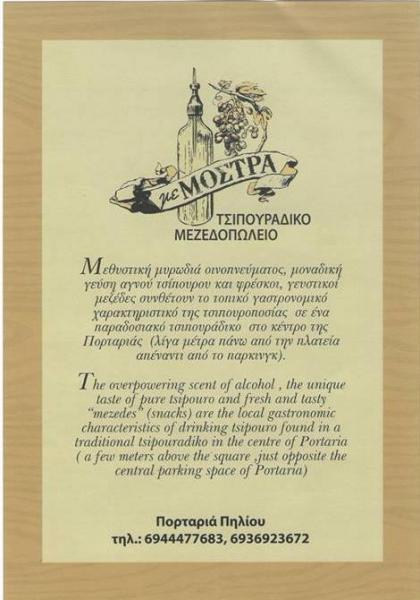 με ΜΟΣΤΡΑ
ΤΣΙΠΟΥΡΑΔΙΚΟ
ΜΕΖΕΔΟΠΩΛΕΙΟ
Μεθυστική μυρωδιά οινοπνεύματος, μοναδική
γεύση αγνού τσίπουρου και φρέσκοι, γευστικοί
μεζέδες συνθέτουν το τοπικό γαστρονομικό
χαρακτηριστικό της τσιπουροποσίας σε ένα
παραδοσιακό τσιπουράδικο στο κέντρο της
Πορταριάς (λίγα μέτρα πάνω από την πλατεία
απέναντι από το παρκινγκ).
The overpowering scent of alcohol , the unique
taste of pure tsipouro and fresh and tasty
"mezedes" (snacks) are the local gastronomic
characteristics of drinking tsipouro found in a
traditional tsipouradiko in the centre of Portaria
( a few meters above the square ,just opposite the
central parking space of Portaria)
Πορταριά Πηλίου
τηλ.: 6944477683, 6936923672